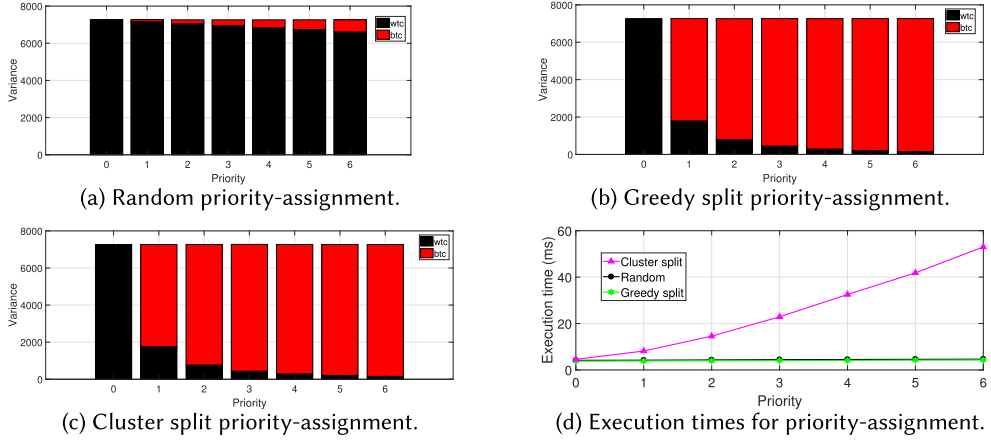 8000
6000
4000
2000
0
Variance
wtc
btc
0 1 2 3 4 5 6
Priority
(a) Random priority-assignment.
8000
6000
4000
2000
0
Variance
wtc
btc
0 1 2 3 4 5 6
Priority
(b) Greedy split priority-assignment.
8000
6000
4000
2000
0
Variance
wtc
btc
0 1 2 3 4 5 6
Priority
(c) Cluster split priority-assignment.
60
40
20
0
Execution time (ms)
Cluster split
Random
Greedy split
0 1 2 3 4 5 6
Priority
(d) Execution times for priority-assignment.